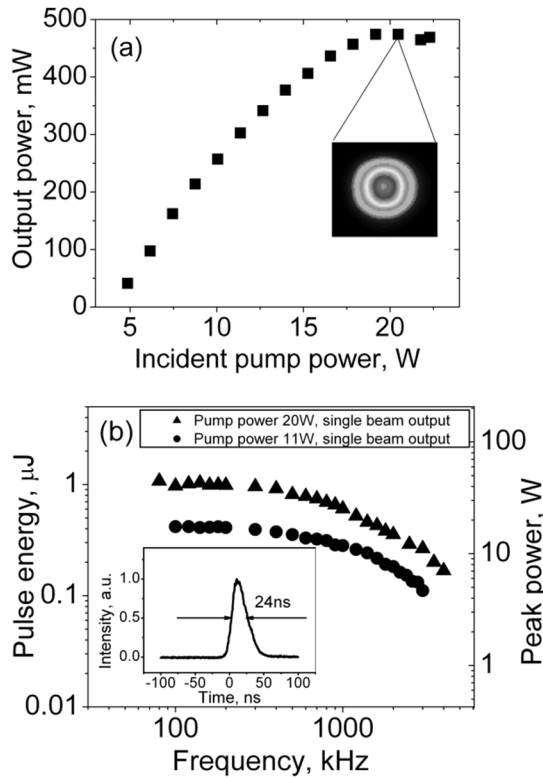 (a)
Output power, mW
500
400
300
200
100
0
5
10
15
20
Incident pump power, W
(b)
Pump power 20W, single beam output
Pump power 11W, single beam output
Pulse energy, μJ
1
0.1
0.01
Peak power, W
100
10
1
Intensity, a.u.
1.0
0.5
0.0
24ns
-100
-50
0
50
100
Time, ns
100
1000
Frequency, kHz